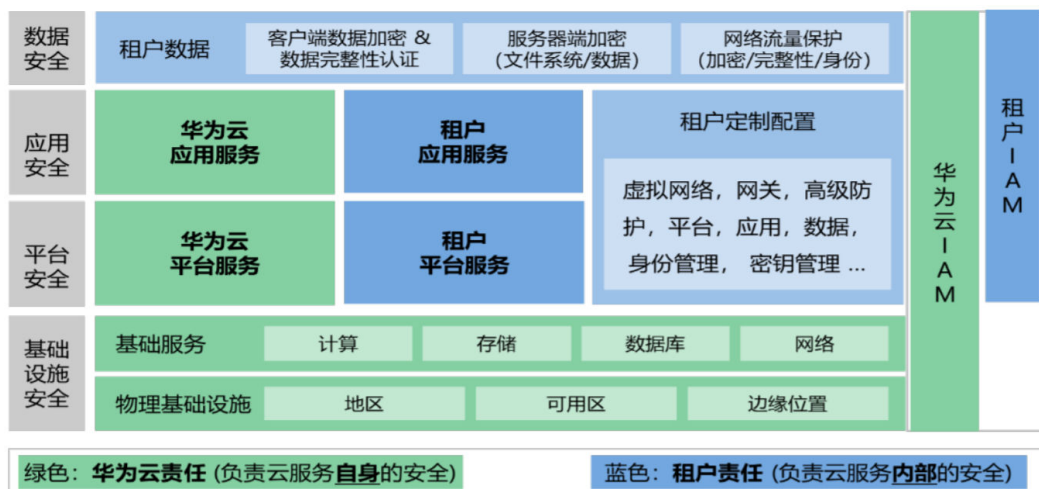 数据
安全
租户数据
客户端数据加密 &
数据完整性认证
服务器端加密
(文件系统/数据)
网络流量保护
(加密/完整性/身份)
应用
安全
华为云
应用服务
租户
应用服务
租户定制配置
虚拟网络，网关，高级防
护，平台，应用，数据，
身份管理， 密钥管理 ...
平台
安全
华为云
平台服务
租户
平台服务
基础
设施
安全
基础服务
计算
存储
数据库
网络
物理基础设施
地区
可用区
边缘位置
华为云IAM
租户IAM
绿色：华为云责任 (负责云服务自身的安全)
蓝色：租户责任 (负责云服务内部的安全)